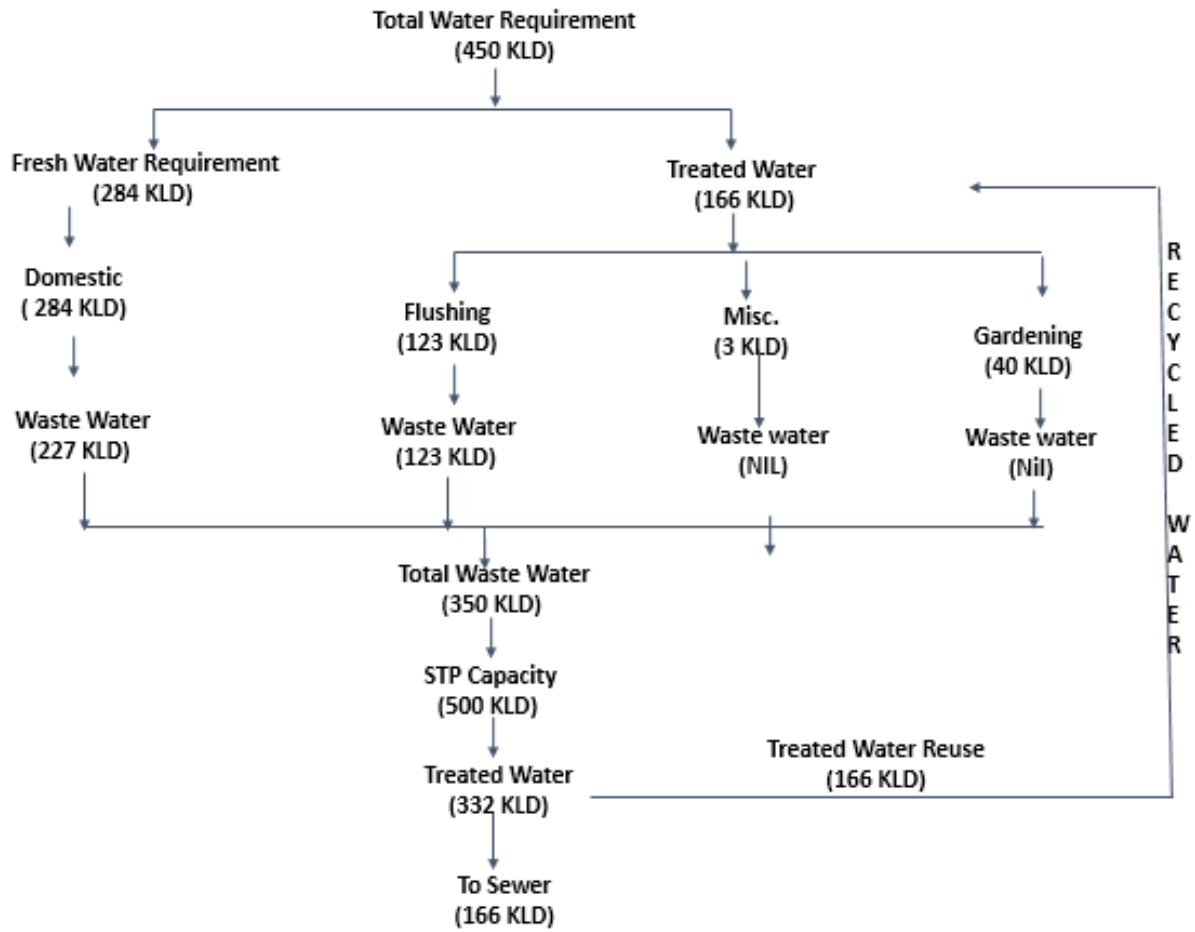 Total Water Requirement
(450 KLD)
Fresh Water Requirement
(284 KLD)
Treated Water
(166 KLD)
Domestic
( 284 KLD)
Flushing
(123 KLD)
Misc.
(3 KLD)
Gardening
(40 KLD)
Waste Water
(227 KLD)
Waste Water
(123 KLD)
Waste water
(NIL)
Waste water
(Nil)
RECYCLED WATER
Total Waste Water
(350 KLD)
STP Capacity
(500 KLD)
Treated Water
(332 KLD)
Treated Water Reuse
(166 KLD)
To Sewer
(166 KLD)